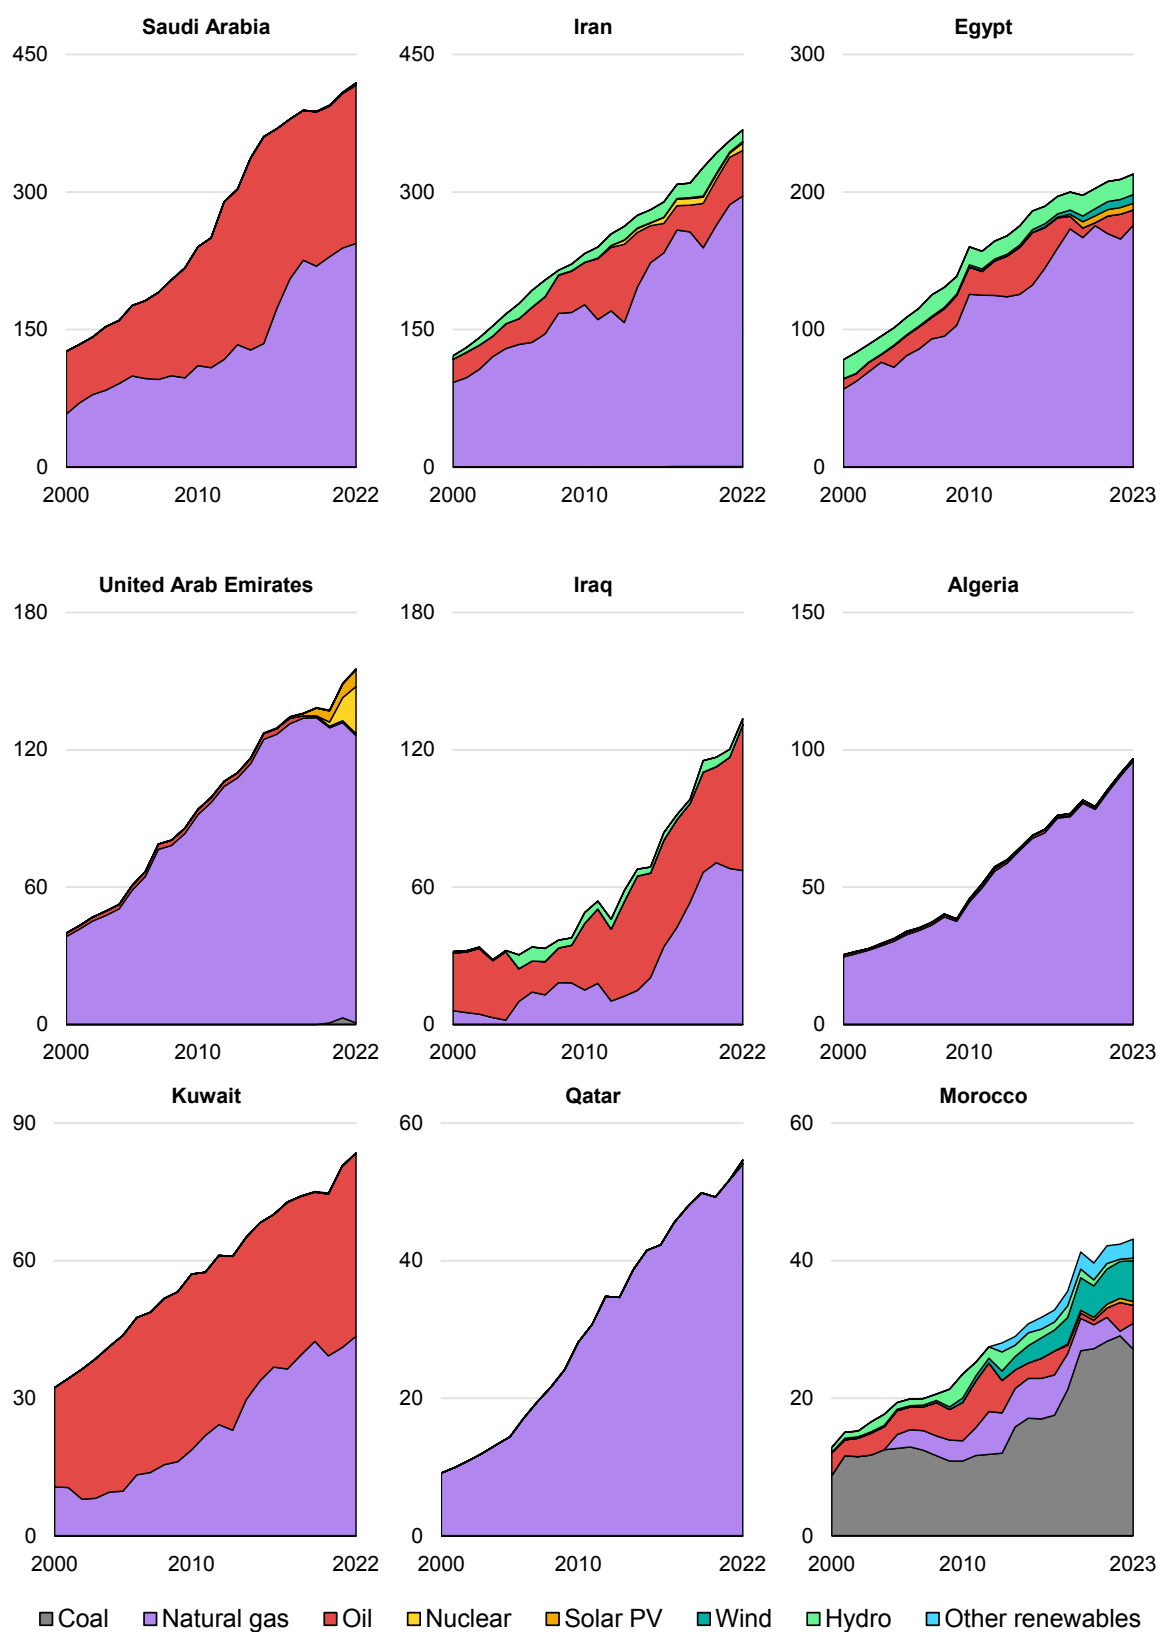 Saudi Arabia
450
300
150
0
2000 2010 2022
Iran
450
300
150
0
2000 2010 2022
Egypt
300
200
100
0
2000 2010 2023
United Arab Emirates
180
120
60
0
2000 2010 2022
Iraq
180
120
60
0
2000 2010 2022
Algeria
150
100
50
0
2000 2010 2023
Kuwait
90
60
30
0
2000 2010 2022
Qatar
60
40
20
0
2000 2010 2022
Morocco
60
40
20
0
2000 2010 2023
Coal Natural gas Oil Nuclear Solar PV Wind Hydro Other renewables